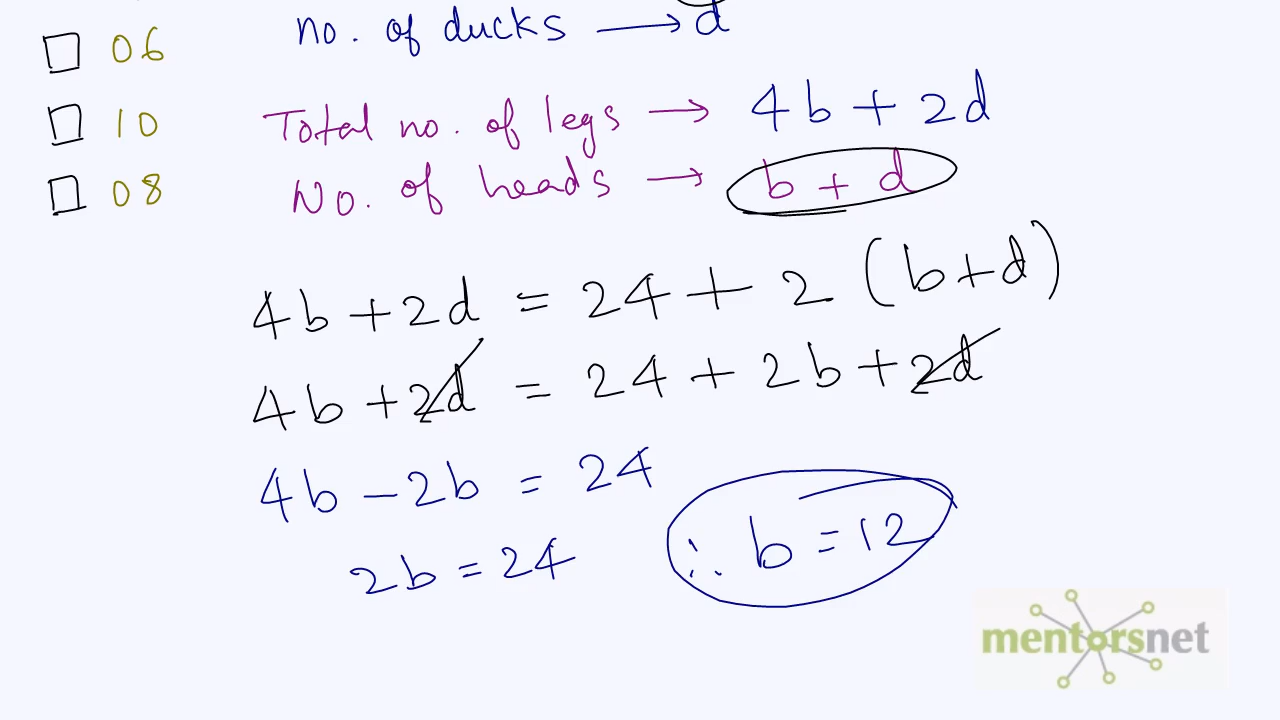 no. of ducks → d
06
Total no. of legs → 4b + 2d
10
No. of heads → b + d
08
4b + 2d = 24 + 2 (b+d)
4b + 2d = 24 + 2b + 2d
4b - 2b = 24
2b = 24
∴ b = 12
mentorsnet